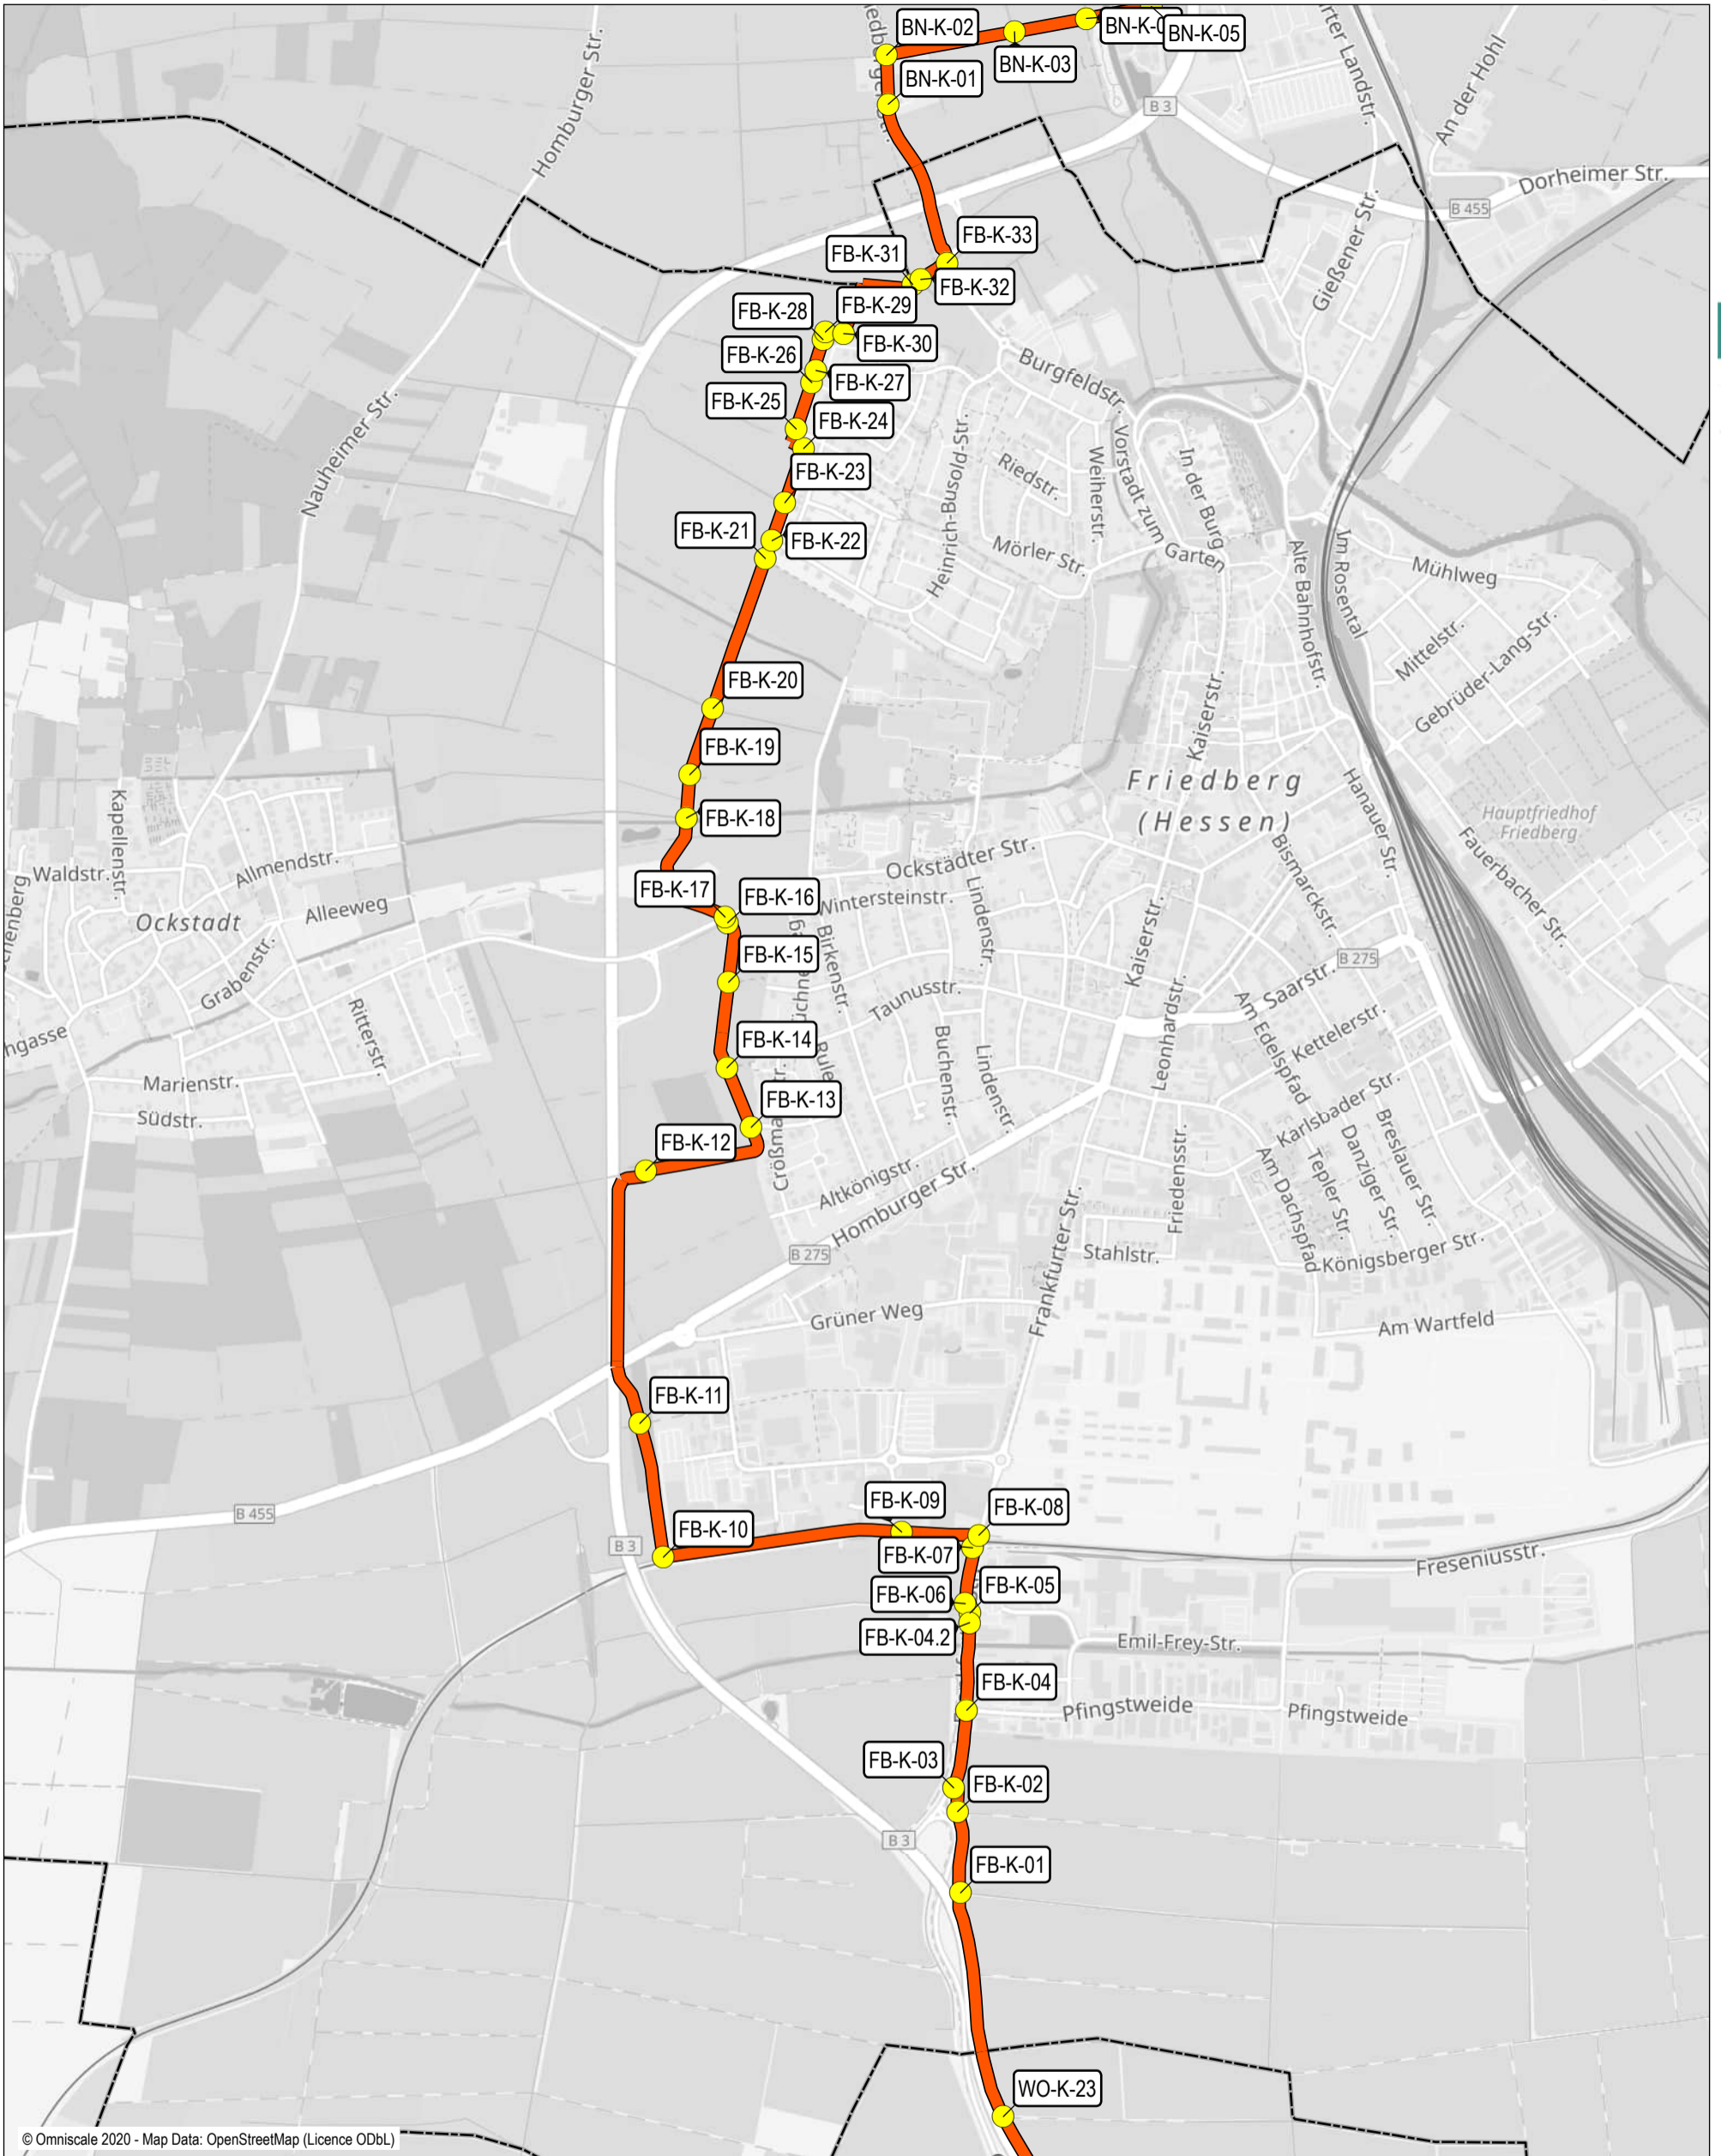 BN-K-02
BN-K-05
BN-K-03
BN-K-01
B 3
An der Hohl
Homburger Str.
Dorheimer Str.
B 455
Gießener Str.
FB-K-33
FB-K-31
FB-K-32
FB-K-29
FB-K-28
FB-K-30
FB-K-26
FB-K-27
Burgfeldstr.
FB-K-25
FB-K-24
Nauheimer Str.
FB-K-23
Heinrich-Busold-Str.
Riedstr.
Weiherstr.
Vorstadt zum Garten
In der Burg
FB-K-21
FB-K-22
Mörler Str.
Alte Bahnhofstr.
Im Rosental
Mühlweg
Mittelstr.
Gebrüder-Lang-Str.
FB-K-20
Kaiserstr.
FB-K-19
Friedberg
(Hessen)
Hanauer Str.
Hauptfriedhof
Friedberg
FB-K-18
Kapellenstr.
Waldstr.
Allmendstr.
Ockstädter Str.
Bismarckstr.
Fauerbacher Str.
FB-K-17
FB-K-16
Wintersteinstr.
Lindenstr.
Ockstadt
Alleeweg
Grabenstr.
FB-K-15
Birkenstr.
Kaiserstr.
B 275
Saarstr.
Taunusstr.
Leonhardstr.
Am Edelspfad
Kettelerstr.
Ritterstr.
FB-K-14
Buchenstr.
Lindenstr.
Marienstr.
Südstr.
FB-K-13
Karlsbader Str.
Breslauer Str.
Danziger Str.
Tepler Str.
Am Dachspfad
FB-K-12
Altkönigstr.
Homburger Str.
Friedensstr.
Frankfurter Str.
B 275
Stahlstr.
Königsberger Str.
Grüner Weg
Am Wartfeld
FB-K-11
FB-K-09
FB-K-08
B 455
FB-K-10
B 3
FB-K-07
Freseniusstr.
FB-K-05
FB-K-06
FB-K-04.2
Emil-Frey-Str.
FB-K-04
Pfingstweide
Pfingstweide
FB-K-03
FB-K-02
B 3
FB-K-01
WO-K-23
© Omniscale 2020 - Map Data: OpenStreetMap (Licence ODbL)